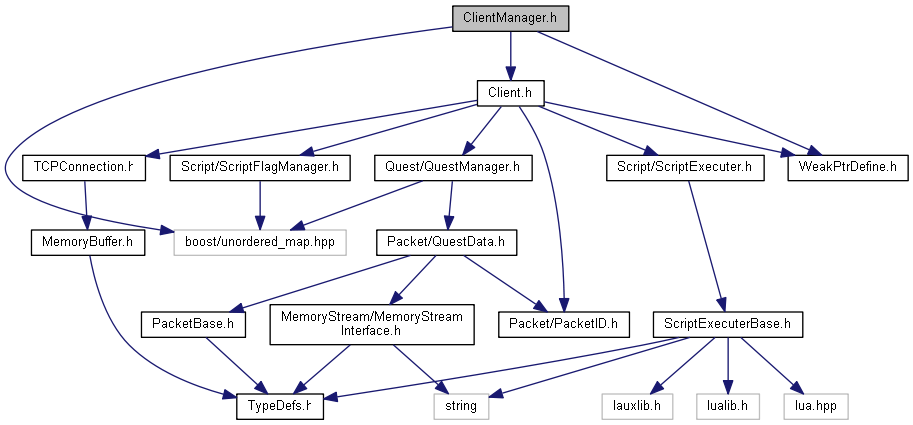 ClientManager.h
Client.h
TCPConnection.h
Script/ScriptFlagManager.h
Quest/QuestManager.h
Script/ScriptExecuter.h
WeakPtrDefine.h
MemoryBuffer.h
boost/unordered_map.hpp
Packet/QuestData.h
PacketBase.h
MemoryStream/MemoryStream
Interface.h
Packet/PacketID.h
ScriptExecuterBase.h
TypeDefs.h
string
lauxlib.h
lualib.h
lua.hpp